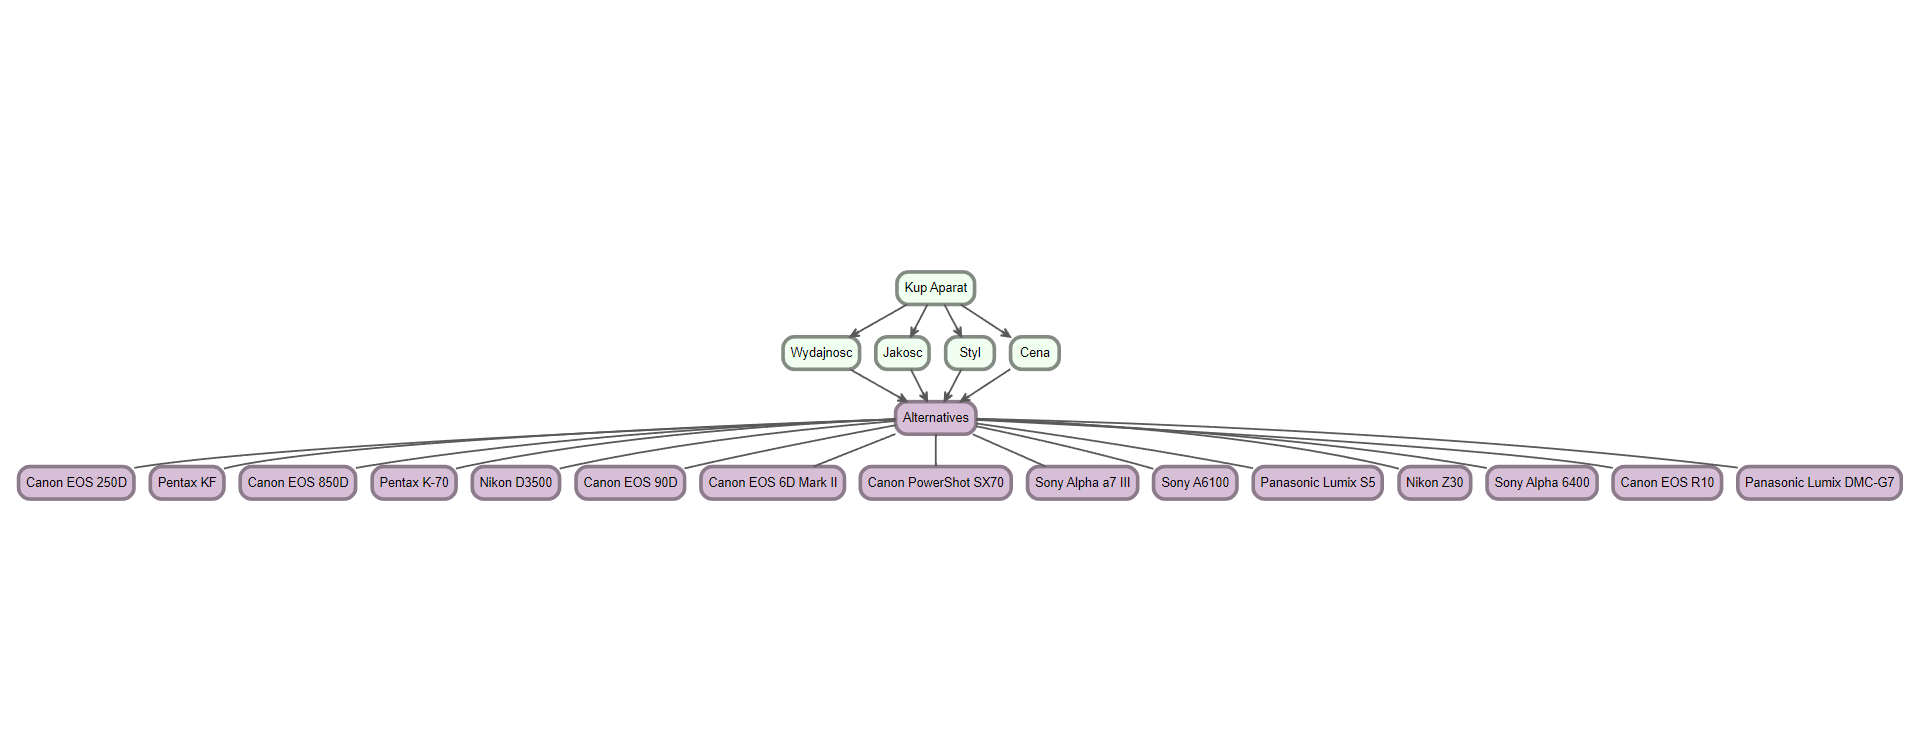 Kup Aparat
Wydajnosc
Jakosc
Styl
Cena
Alternatives
Canon EOS 250D
Pentax KF
Canon EOS 850D
Pentax K-70
Nikon D3500
Canon EOS 90D
Canon EOS 6D Mark II
Canon PowerShot SX70
Sony Alpha a7 III
Sony A6100
Panasonic Lumix S5
Nikon Z30
Sony Alpha 6400
Canon EOS R10
Panasonic Lumix DMC-G7